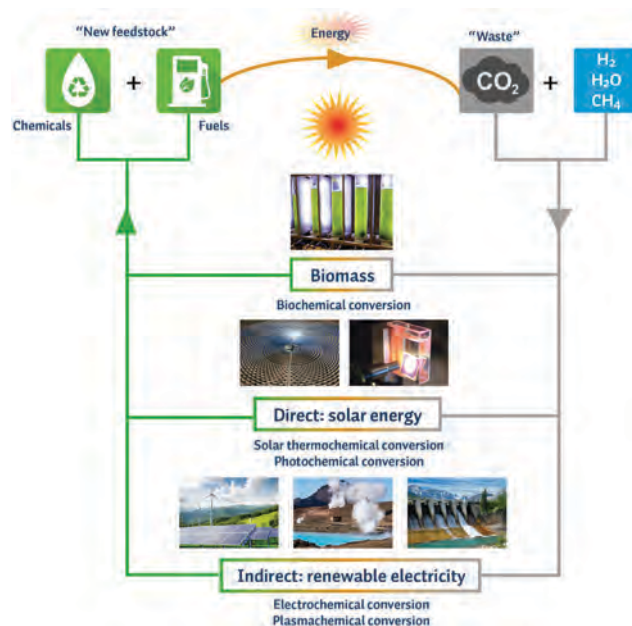 "New feedstock"
Energy
"Waste"
+
CO₂
+
H₂
H₂O
CH₄
Chemicals
Fuels
Biomass
Biochemical conversion
Direct: solar energy
Solar thermochemical conversion
Photochemical conversion
Indirect: renewable electricity
Electrochemical conversion
Plasmachemical conversion